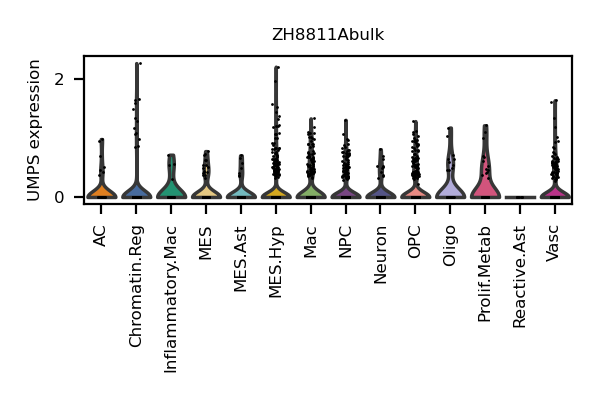 ZH8811Abulk
UMPS expression
2
0
AC
Chromatin.Reg
Inflammatory.Mac
MES
MES.Ast
MES.Hyp
Mac
NPC
Neuron
OPC
Oligo
Prolif.Metab
Reactive.Ast
Vasc